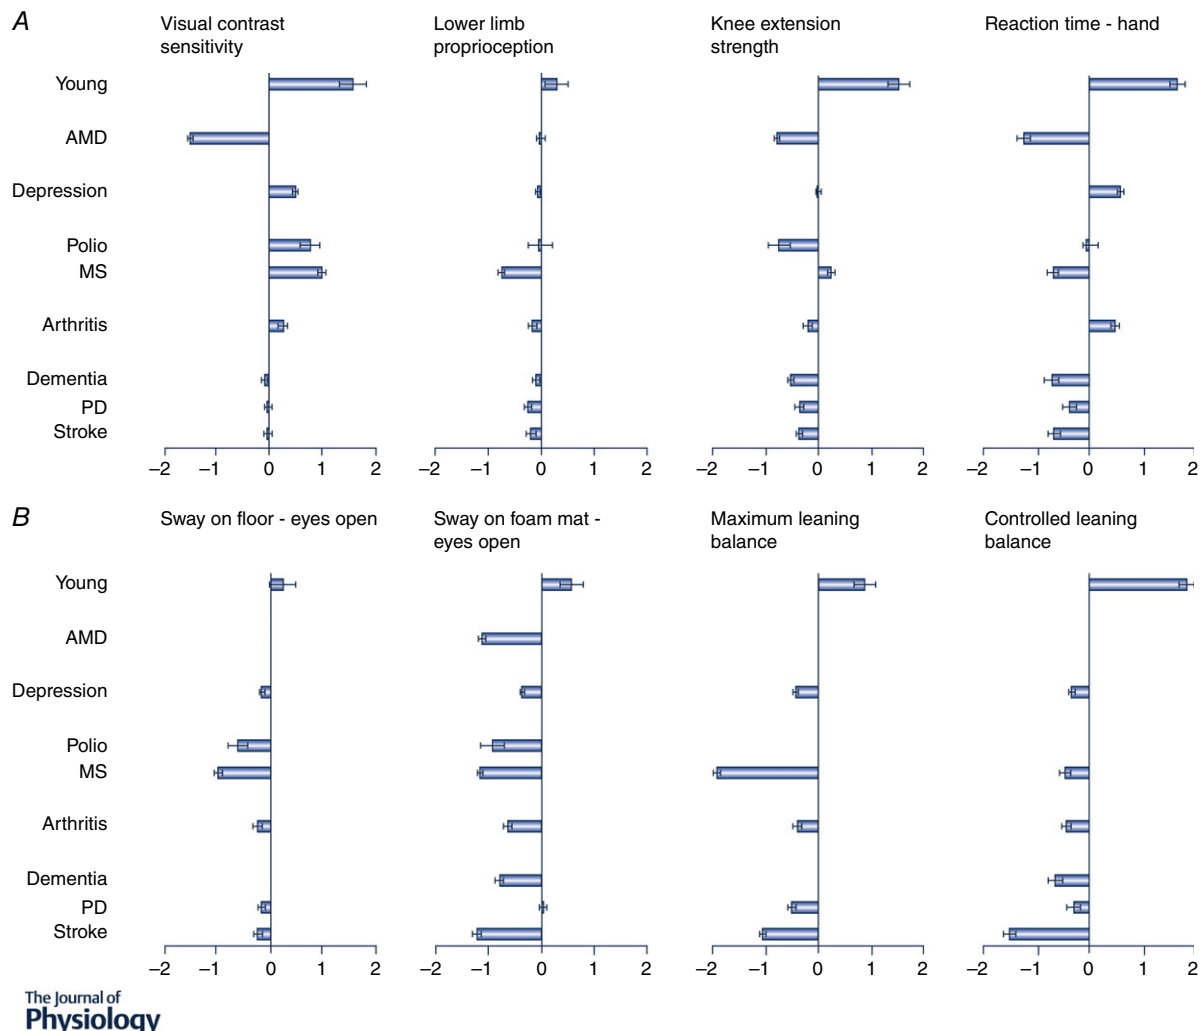 A
Visual contrast
sensitivity
Lower limb
proprioception
Knee extension
strength
Reaction time - hand
Young
AMD
Depression
Polio
MS
Arthritis
Dementia
PD
Stroke
–2 –1 0 1 2
–2 –1 0 1 2
–2 –1 0 1 2
–2 –1 0 1 2
B
Sway on floor - eyes open
Sway on foam mat -
eyes open
Maximum leaning
balance
Controlled leaning
balance
Young
AMD
Depression
Polio
MS
Arthritis
Dementia
PD
Stroke
–2 –1 0 1 2
–2 –1 0 1 2
–2 –1 0 1 2
–2 –1 0 1 2
The Journal of
Physiology